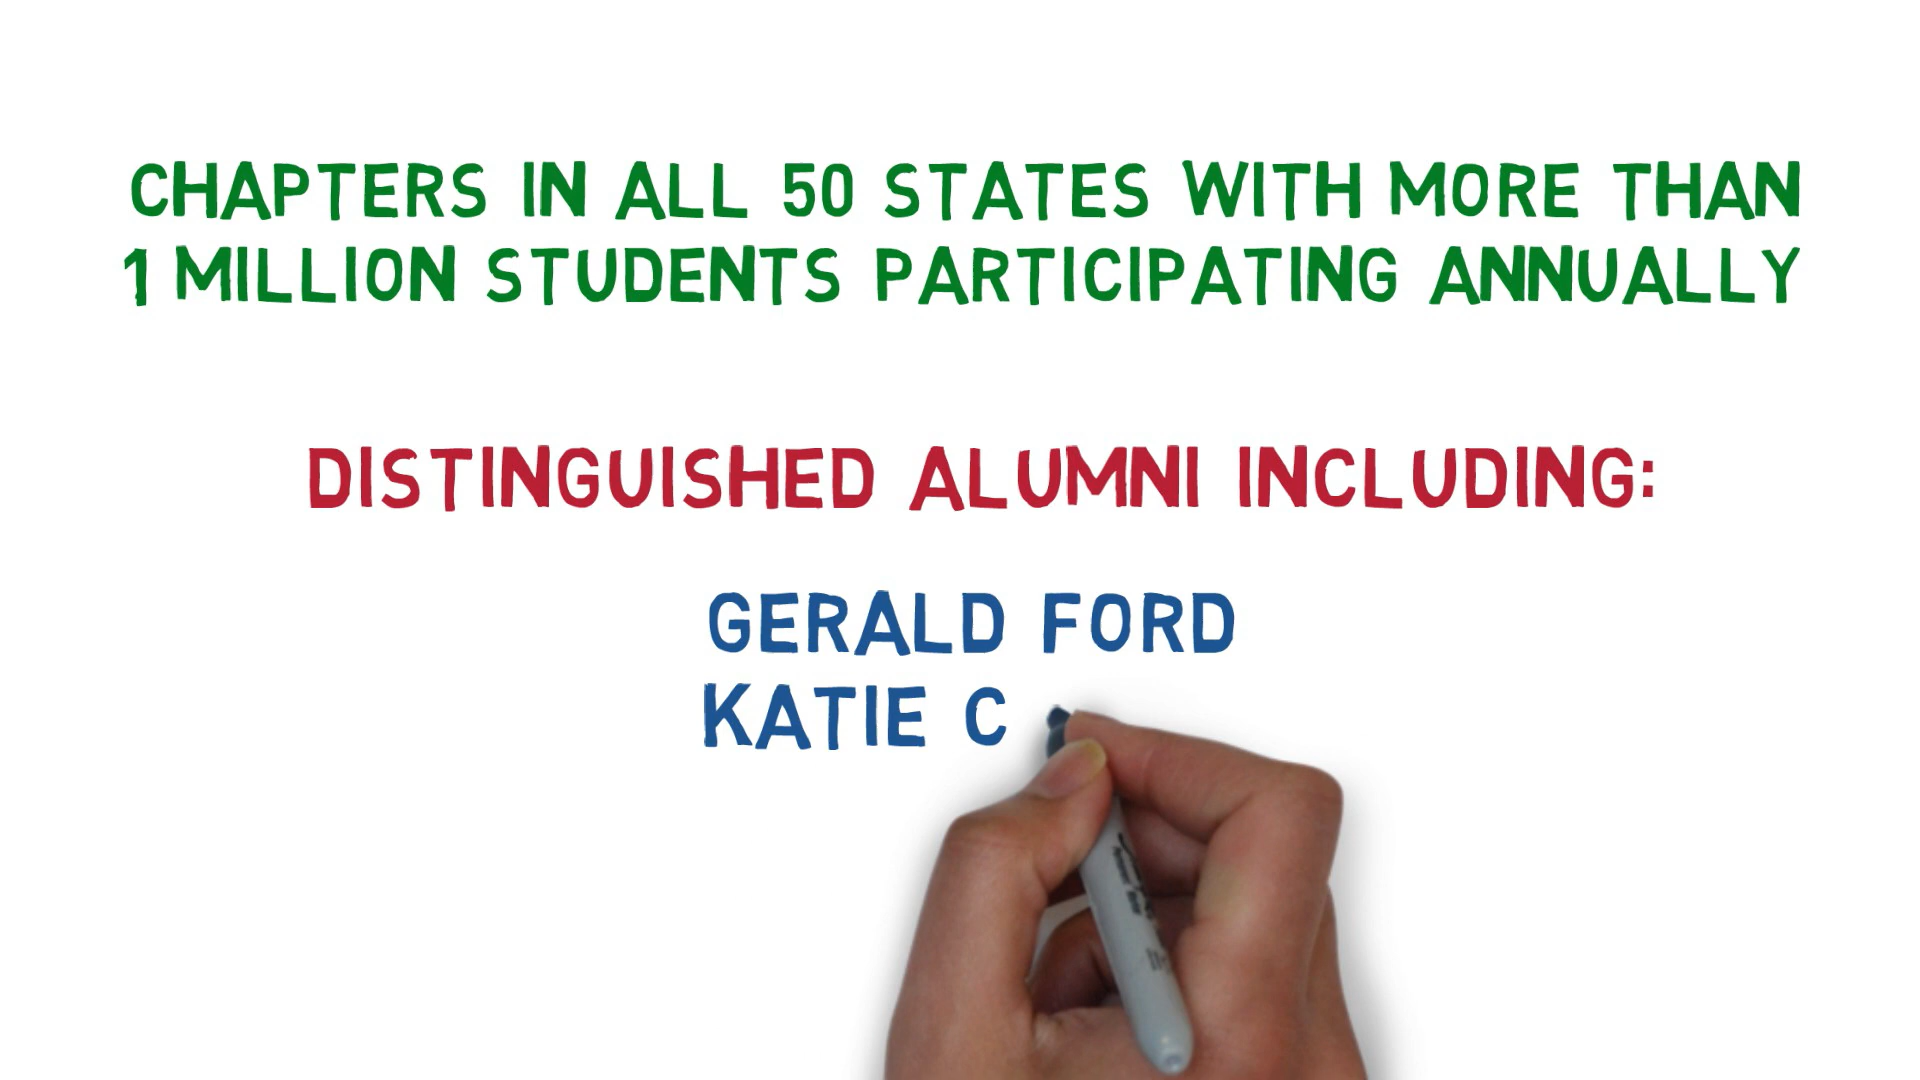 CHAPTERS IN ALL 50 STATES WITH MORE THAN
1 MILLION STUDENTS PARTICIPATING ANNUALLY
DISTINGUISHED ALUMNI INCLUDING:
GERALD FORD
KATIE C